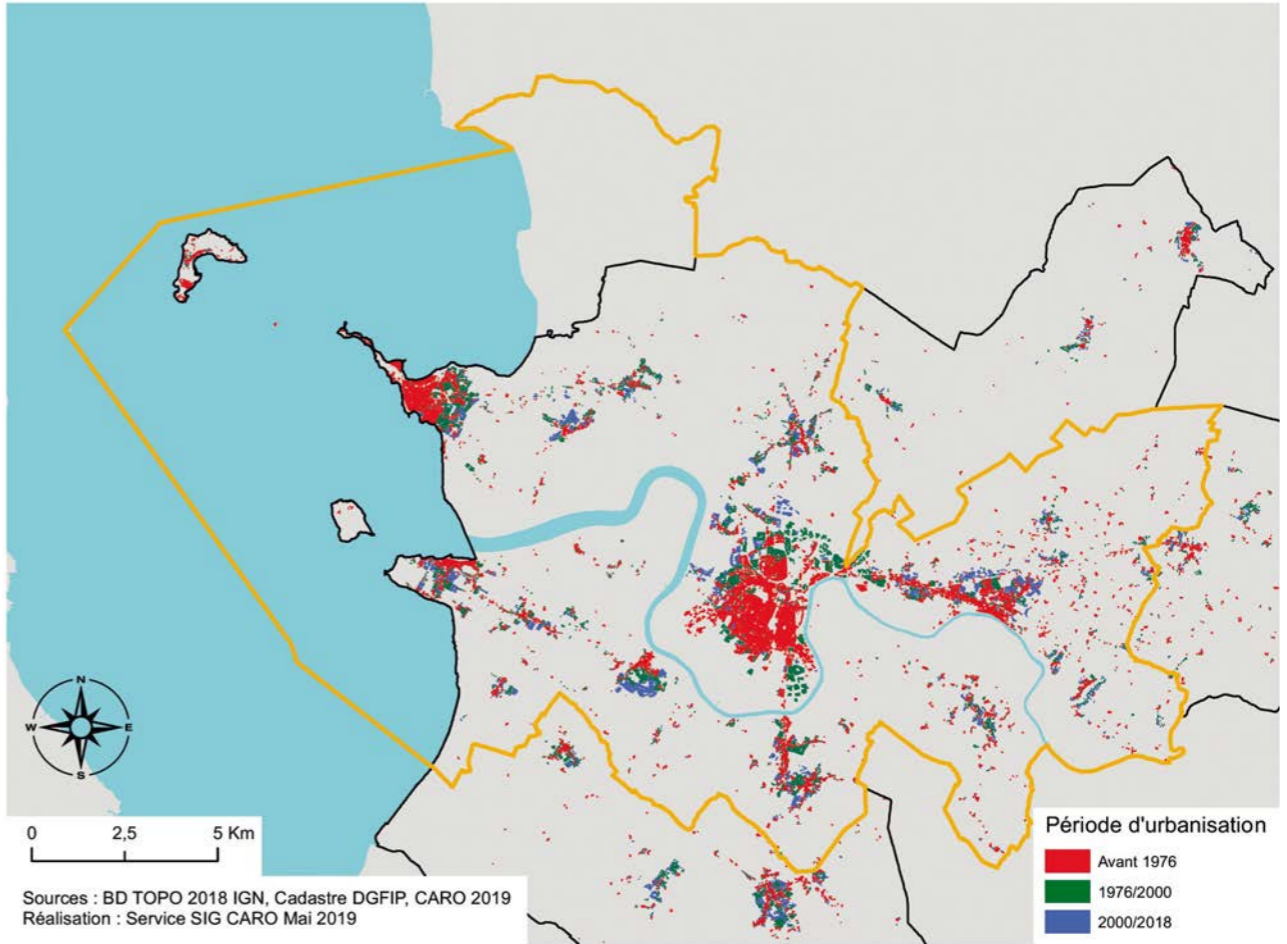 N
W
E
S
0 2,5 5 Km
Sources : BD TOPO 2018 IGN, Cadastre DGFIP, CARO 2019
Réalisation : Service SIG CARO Mai 2019
Période d'urbanisation
Avant 1976
1976/2000
2000/2018